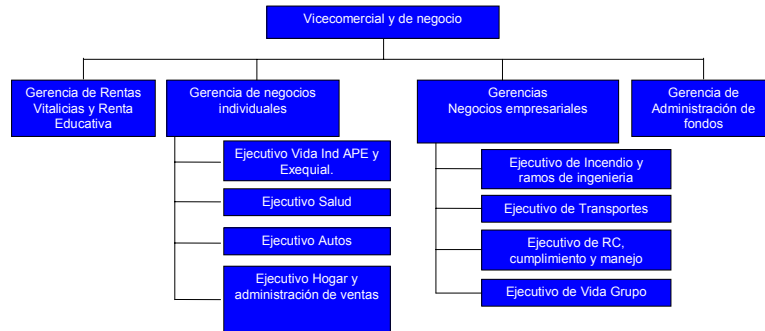 Vicecomercial y de negocio
Gerencia de Rentas
Vitalicias y Renta
Educativa
Gerencia de negocios
individuales
Gerencias
Negocios empresariales
Gerencia de
Administración de
fondos
Ejecutivo Vida Ind APE y
Exequial.
Ejecutivo Salud
Ejecutivo Autos
Ejecutivo Hogar y
administración de ventas
Ejecutivo de Incendio y
ramos de ingenieria
Ejecutivo de Transportes
Ejecutivo de RC,
cumplimiento y manejo
Ejecutivo de Vida Grupo